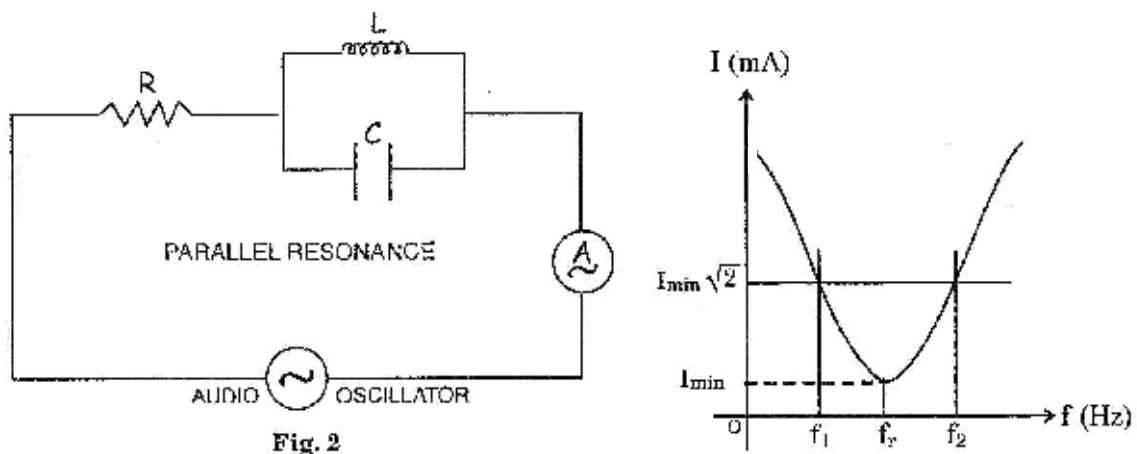 L
R
C
PARALLEL RESONANCE
A
AUDIO OSCILLATOR
Fig. 2
I (mA)
I_min √2
I_min
0 f_1 f_r f_2 f (Hz)